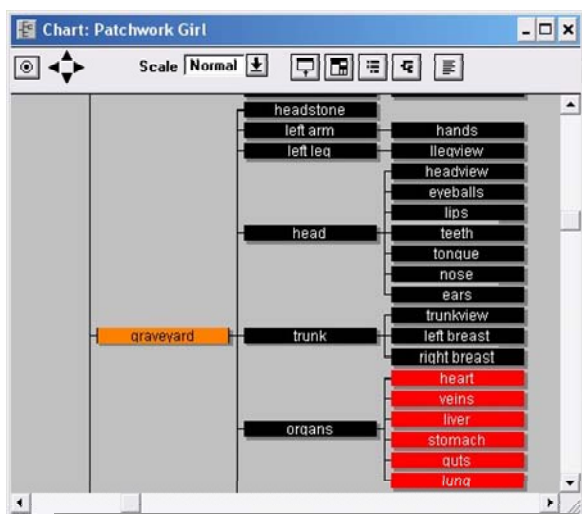 Chart: Patchwork Girl
Scale Normal
headstone
left arm hands
left leg llegview
headview
eyeballs
lips
head teeth
tongue
nose
ears
trunkview
graveyard trunk left breast
right breast
heart
veins
liver
organs stomach
guts
lung